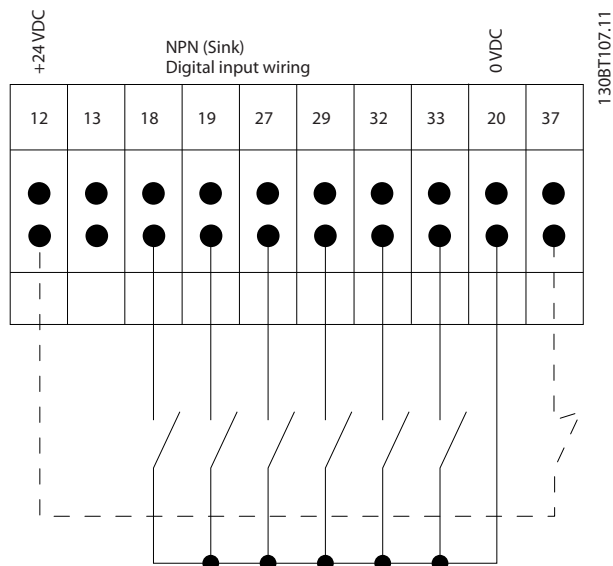 +24 VDC
NPN (Sink)
Digital input wiring
0 VDC
130BT107.11
12 13 18 19 27 29 32 33 20 37